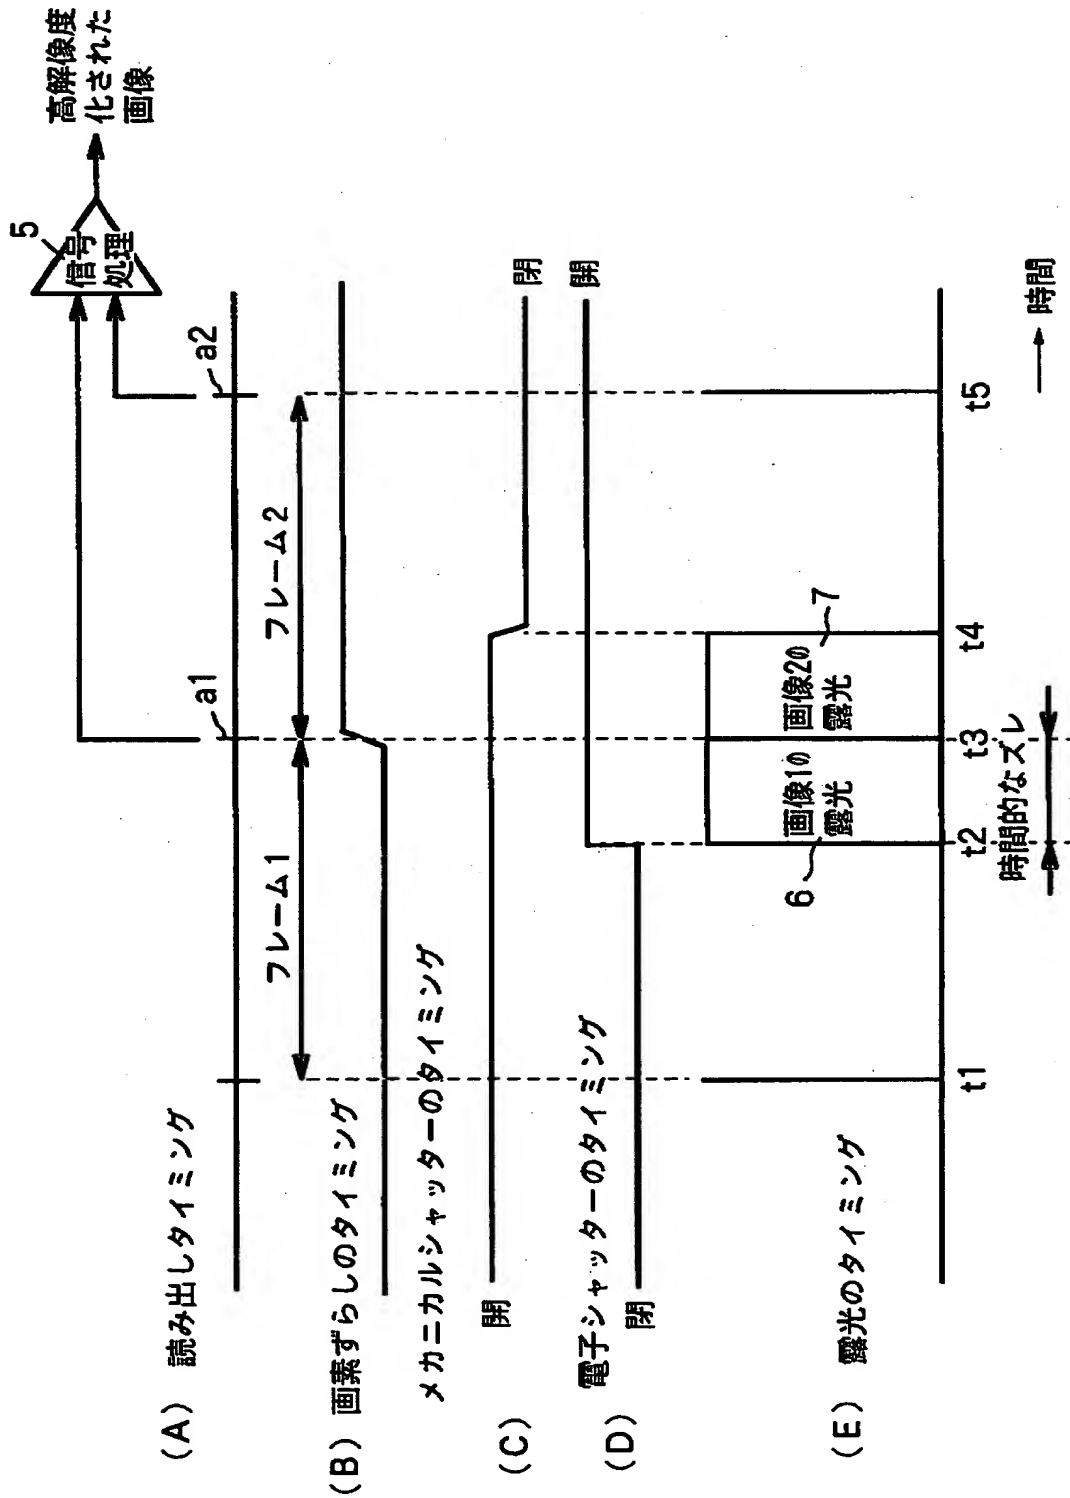 高解像度
化された
画像
5
信号
処理
(A) 読み出しタイミング
a1
a2
フレーム1
フレーム2
(B) 画素ずらしのタイミング
メカニカルシャッターのタイミング
(C)
開
閉
電子シャッターのタイミング
(D)
閉
開
(E) 露光のタイミング
6
画像1の
露光
画像2の
露光
7
t1
t2
t3
t4
t5
時間的なズレ
時間